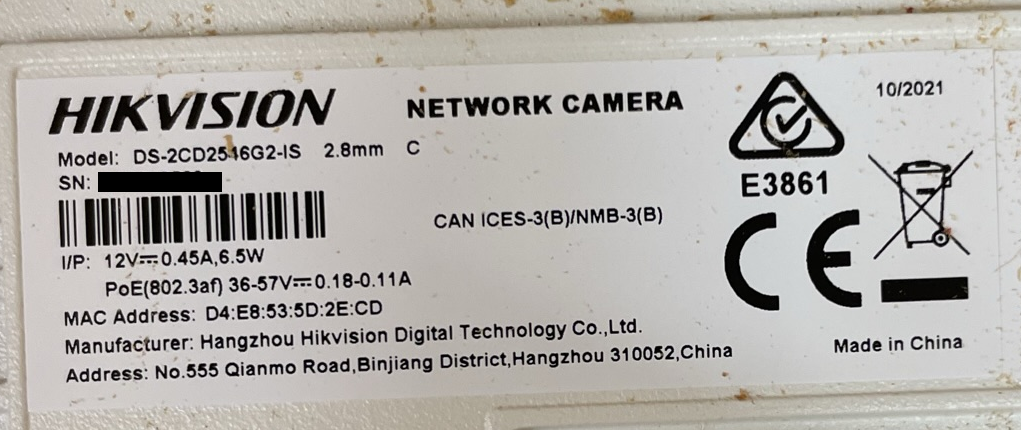 HIKVISION NETWORK CAMERA
10/2021
Model: DS-2CD2546G2-IS 2.8mm C
SN:
E3861
CAN ICES-3(B)/NMB-3(B)
CE
I/P: 12V⎓0.45A,6.5W
PoE(802.3af) 36-57V⎓0.18-0.11A
MAC Address: D4:E8:53:5D:2E:CD
Manufacturer: Hangzhou Hikvision Digital Technology Co.,Ltd.
Address: No.555 Qianmo Road,Binjiang District,Hangzhou 310052,China
Made in China